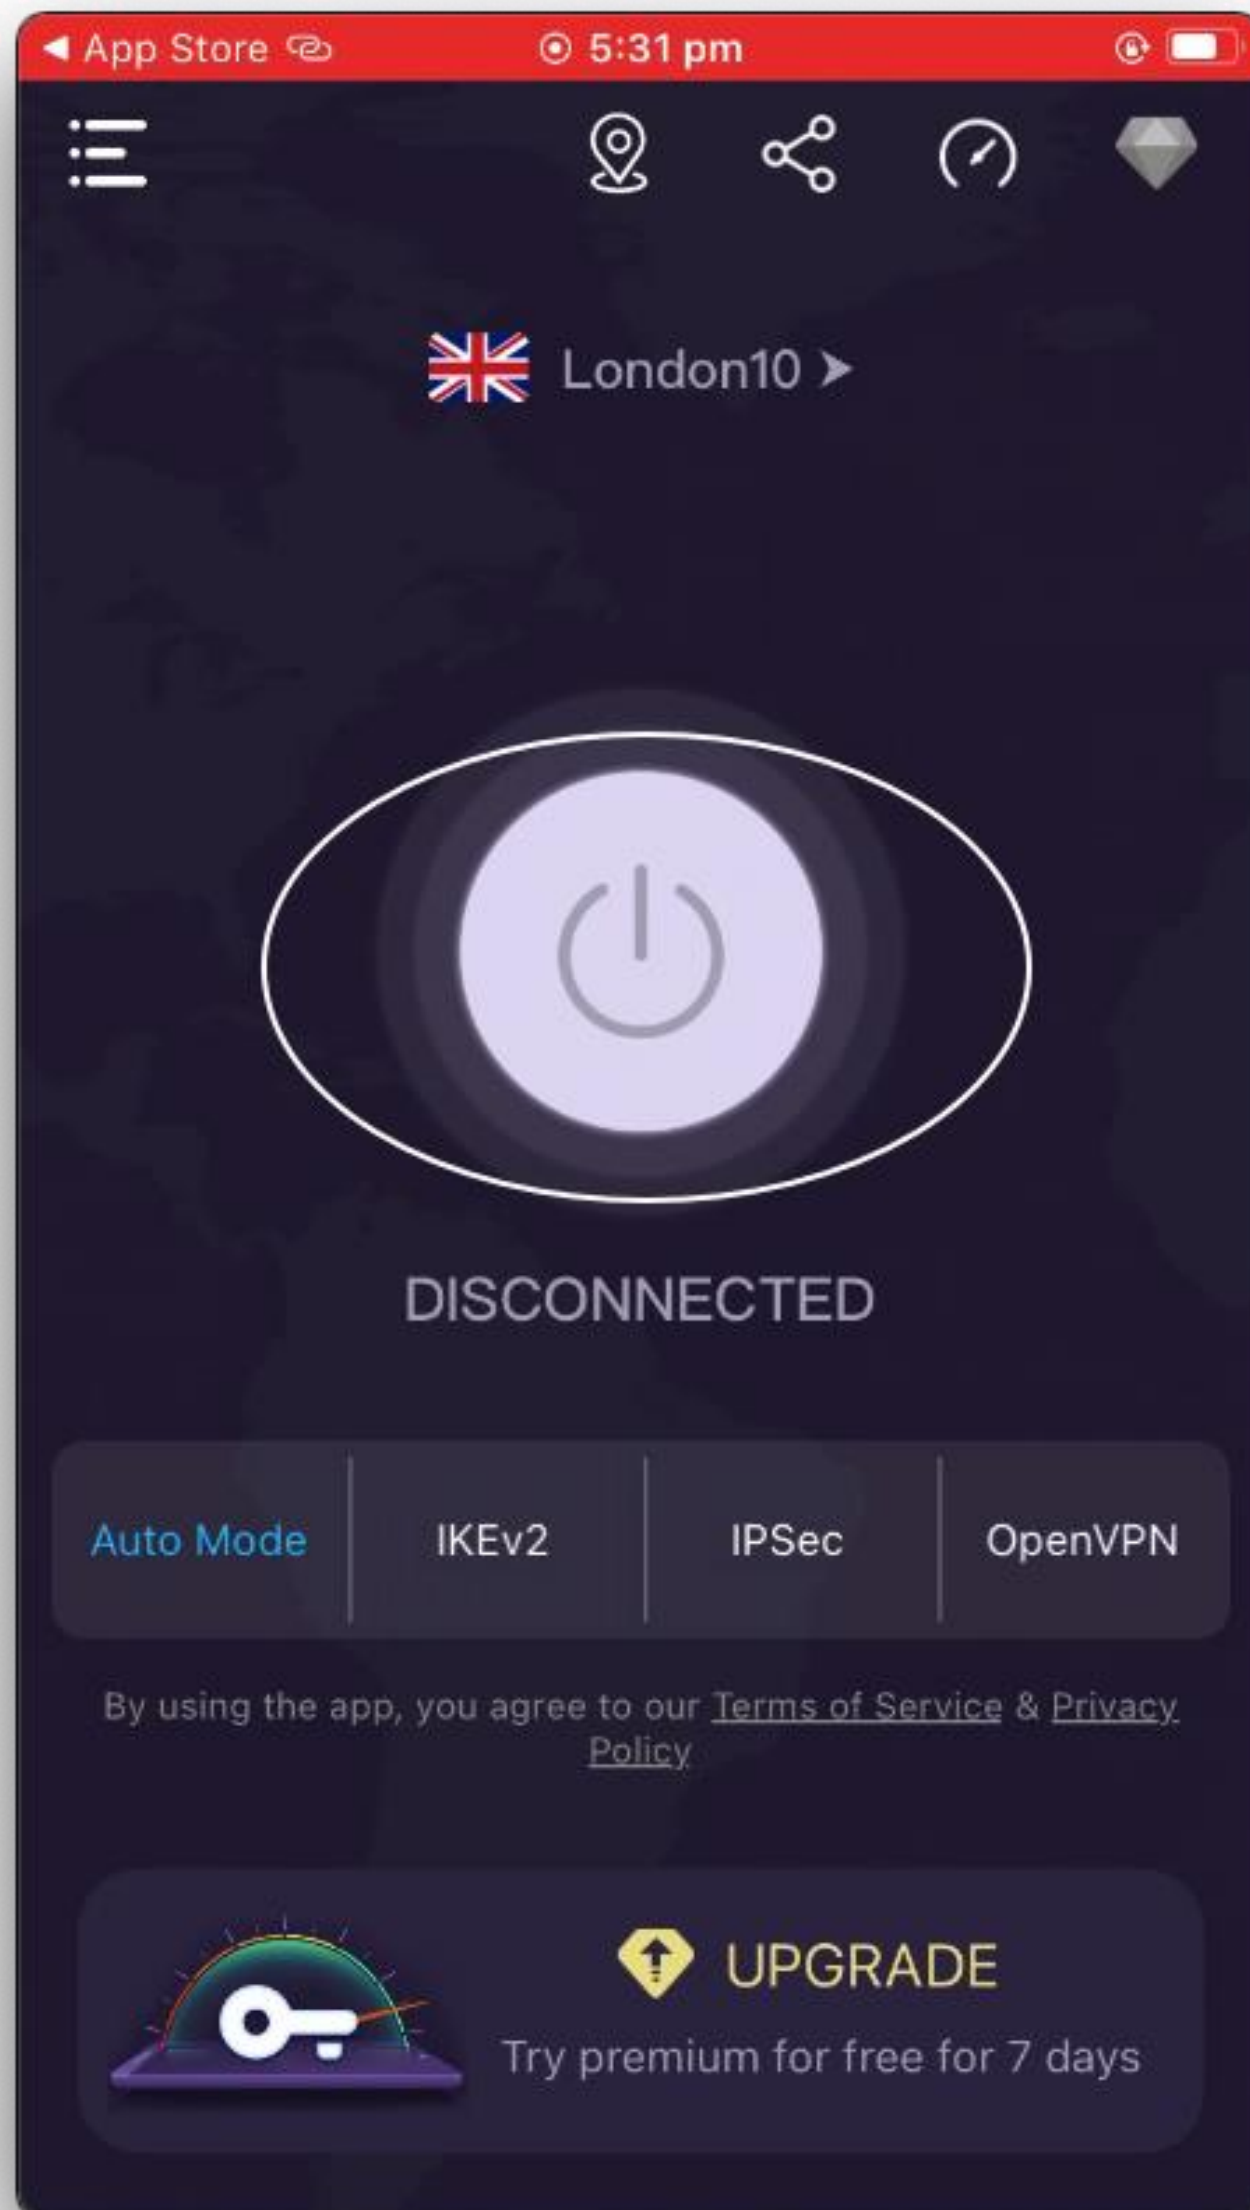 App Store
5:31 pm
London10
DISCONNECTED
Auto Mode
IKEv2
IPSec
OpenVPN
By using the app, you agree to our Terms of Service & Privacy
Policy
UPGRADE
Try premium for free for 7 days